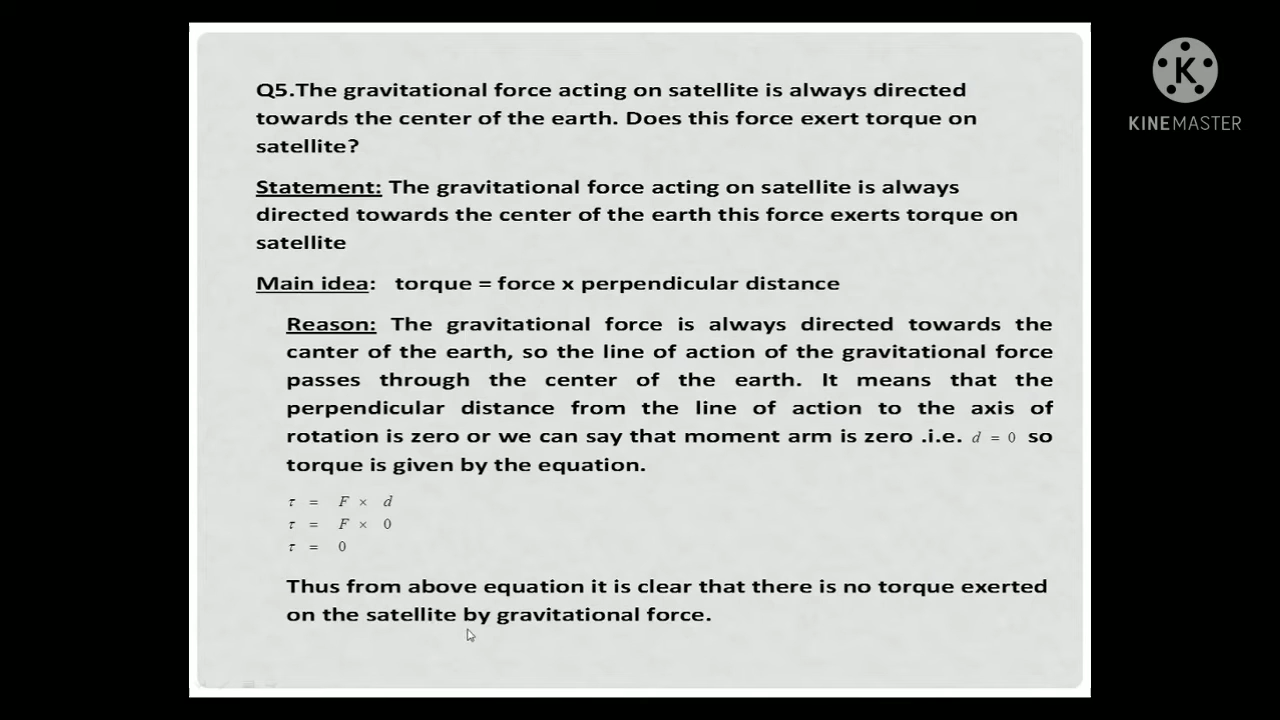 Q5.The gravitational force acting on satellite is always directed
towards the center of the earth. Does this force exert torque on
satellite?
Statement: The gravitational force acting on satellite is always
directed towards the center of the earth this force exerts torque on
satellite
Main idea: torque = force x perpendicular distance
Reason: The gravitational force is always directed towards the
canter of the earth, so the line of action of the gravitational force
passes through the center of the earth. It means that the
perpendicular distance from the line of action to the axis of
rotation is zero or we can say that moment arm is zero .i.e. d = 0 so
torque is given by the equation.
τ = F × d
τ = F × 0
τ = 0
Thus from above equation it is clear that there is no torque exerted
on the satellite by gravitational force.
K
KINEMASTER